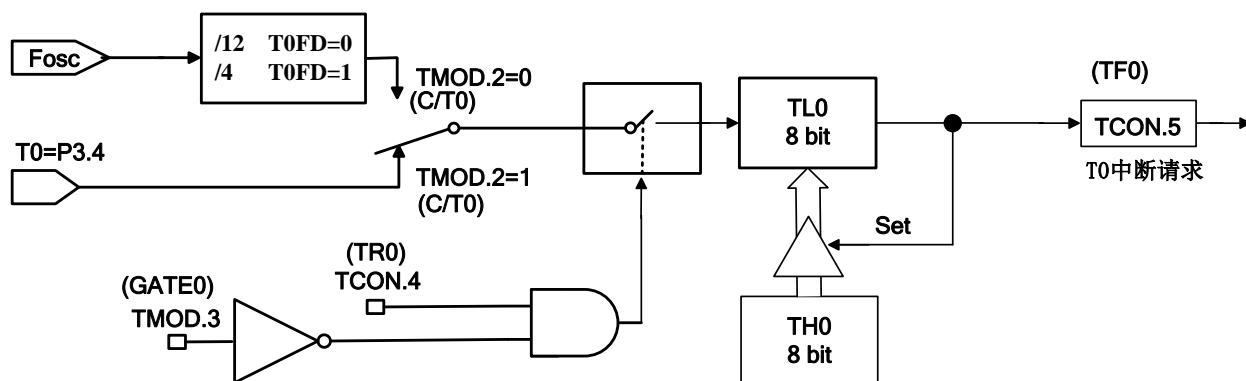 Fosc
/12 T0FD=0
/4 T0FD=1
TMOD.2=0
(C/T0)
T0=P3.4
TMOD.2=1
(C/T0)
TL0
8 bit
(TF0)
TCON.5
T0中断请求
Set
(TR0)
TCON.4
(GATE0)
TMOD.3
TH0
8 bit